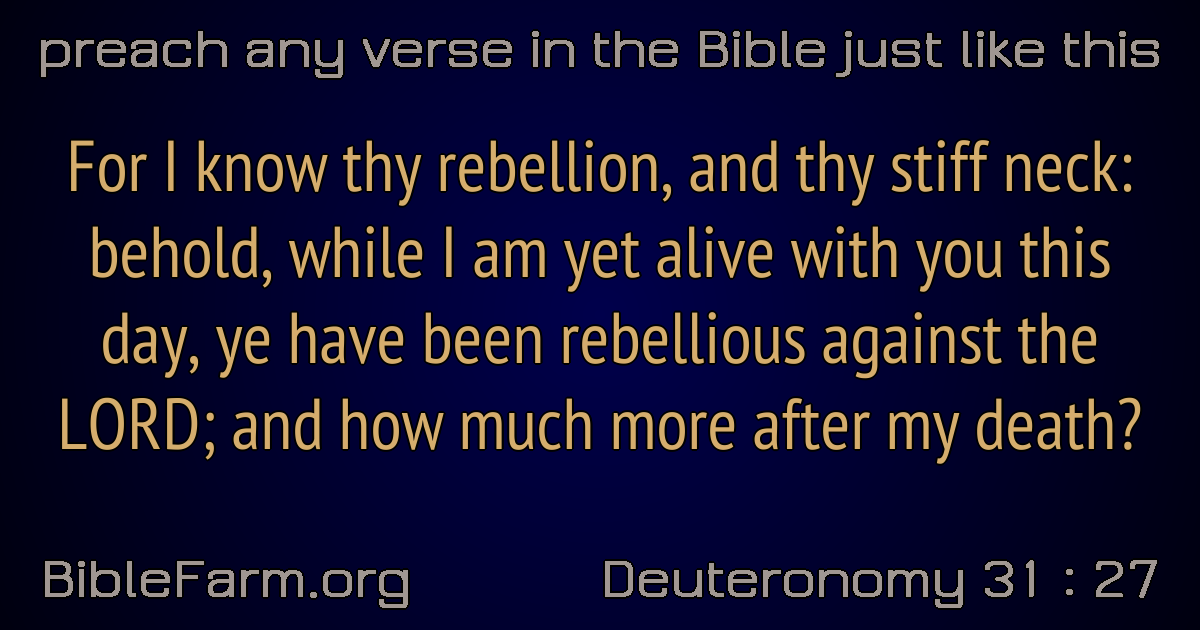 preach any verse in the Bible just like this
For I know thy rebellion, and thy stiff neck:
behold, while I am yet alive with you this
day, ye have been rebellious against the
LORD; and how much more after my death?
BibleFarm.org
Deuteronomy 31 : 27